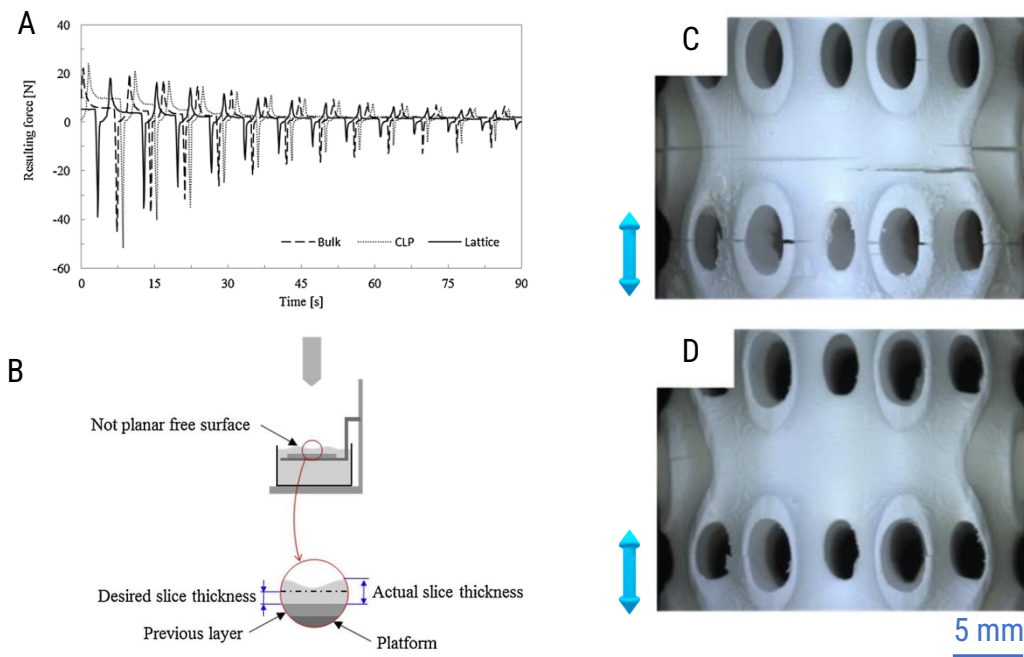 A
40
20
0
-20
-40
-60
Resulting force [N]
Bulk
CLP
Lattice
0
15
30
45
60
75
90
Time [s]
B
Not planar free surface
Desired slice thickness
Actual slice thickness
Previous layer
Platform
C
D
5 mm